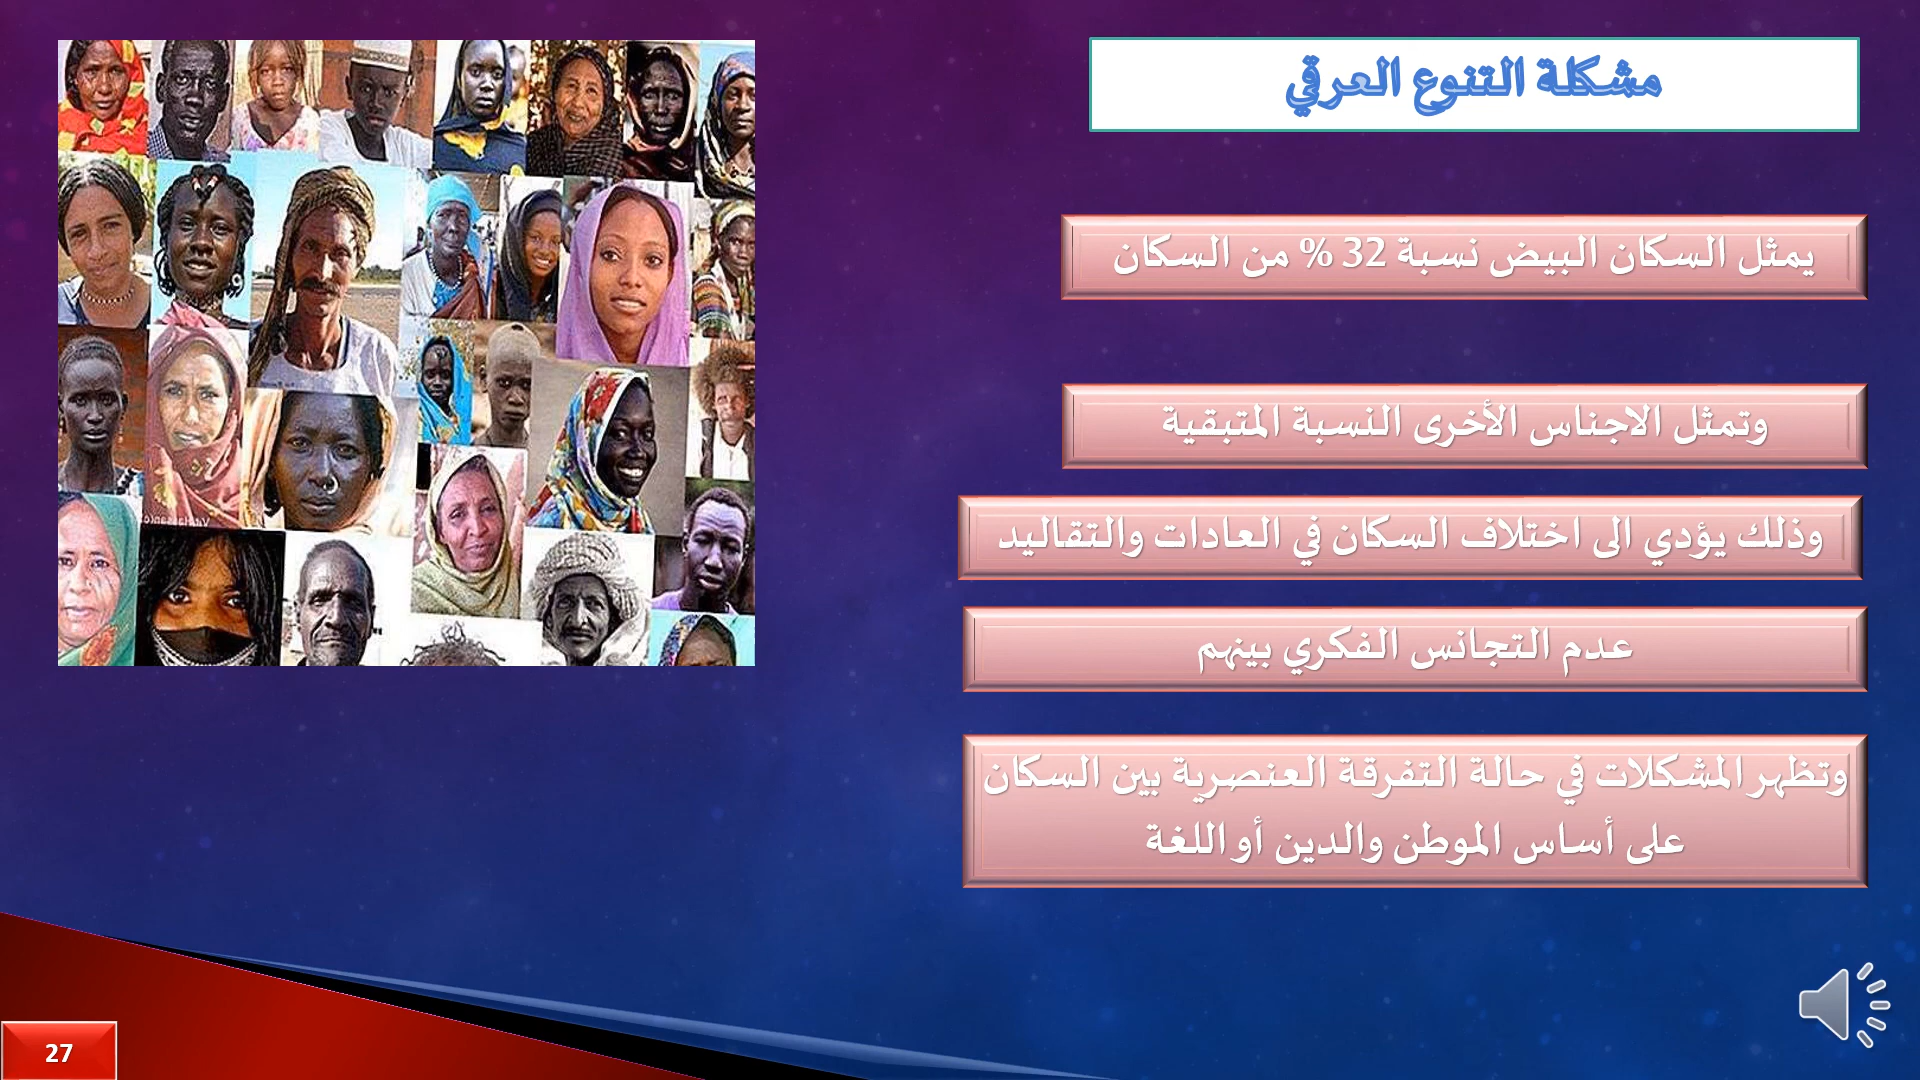 مشكلة التنوع العرقي
يمثل السكان البيض نسبة 32 % من السكان
وتمثل الاجناس الأخرى النسبة المتبقية
وذلك يؤدي الى اختلاف السكان في العادات والتقاليد
عدم التجانس الفكري بينهم
وتظهر المشكلات في حالة التفرقة العنصرية بين السكان
على أساس الموطن والدين أو اللغة
27